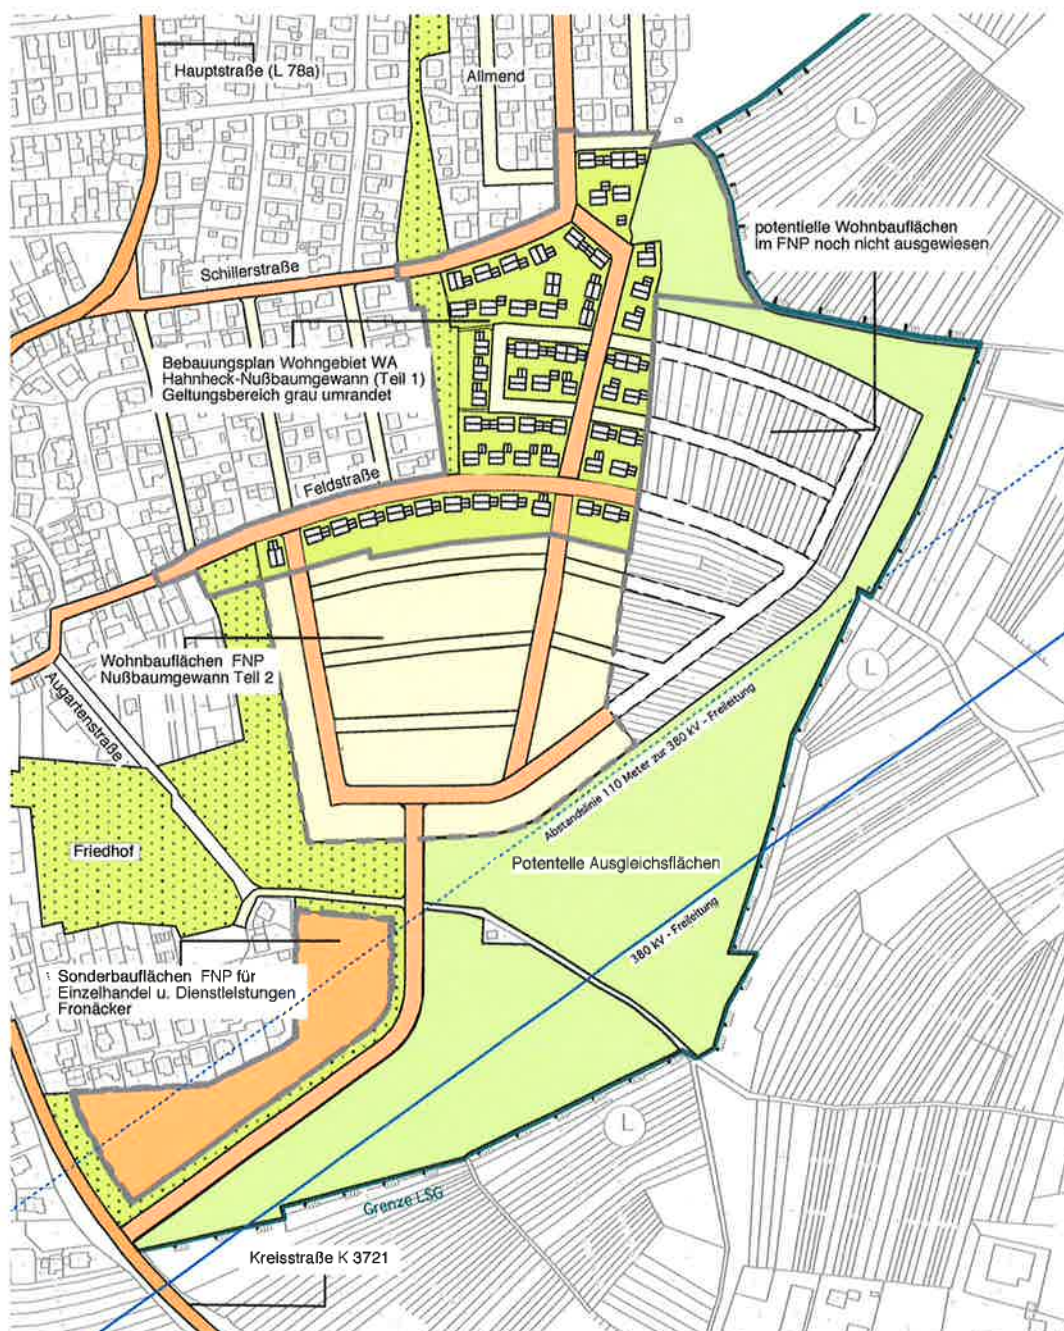 Hauptstraße (L 78a)
Allmend
L
potentielle Wohnbauflächen
im FNP noch nicht ausgewiesen
Schillerstraße
Bebauungsplan Wohngebiet WA
Hahnheck-Nußbaumgewann (Teil 1)
Geltungsbereich grau umrandet
Feldstraße
Wohnbauflächen FNP
Nußbaumgewann Teil 2
L
Augartenstraße
Abstandslinie 110 Meter zur 380 kV - Freileitung
Friedhof
Potentelle Ausgleichsflächen
380 kV - Freileitung
Sonderbauflächen FNP für
Einzelhandel u. Dienstleistungen
Fronäcker
L
Grenze LSG
Kreisstraße K 3721